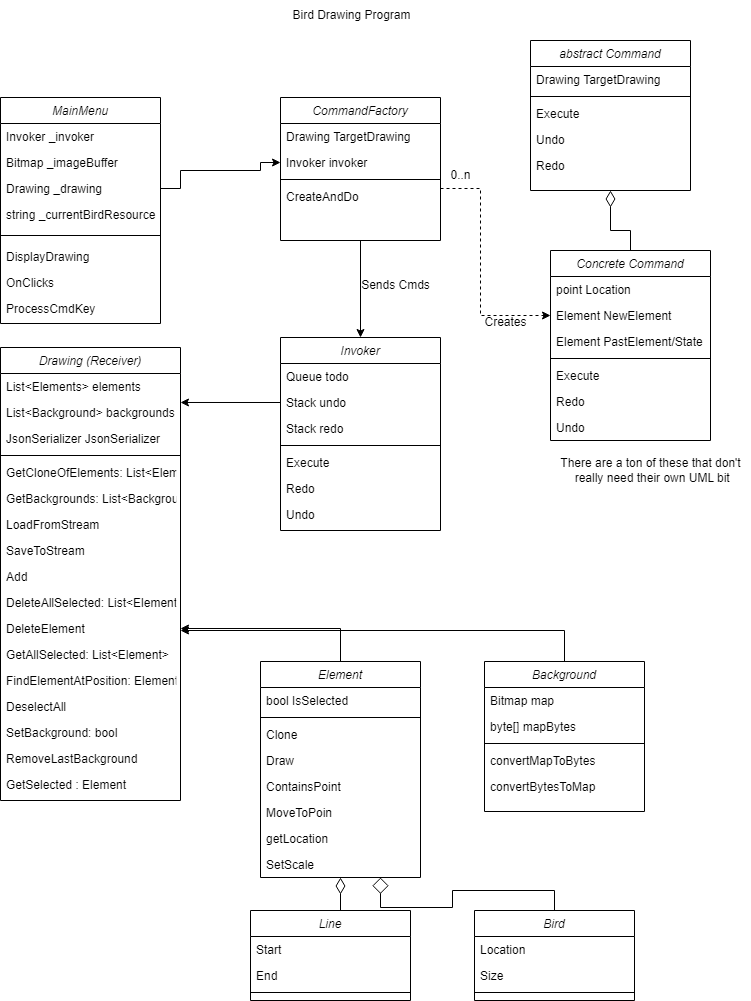 Bird Drawing Program
abstract Command
Drawing TargetDrawing
Execute
Undo
Redo
MainMenu
Invoker _invoker
Bitmap _imageBuffer
Drawing _drawing
string _currentBirdResource
DisplayDrawing
OnClicks
ProcessCmdKey
CommandFactory
Drawing TargetDrawing
Invoker invoker
CreateAndDo
0..n
Sends Cmds
Creates
Concrete Command
point Location
Element NewElement
Element PastElement/State
Execute
Redo
Undo
There are a ton of these that don't
really need their own UML bit
Drawing (Receiver)
List<Elements> elements
List<Background> backgrounds
JsonSerializer JsonSerializer
GetCloneOfElements: List<Elem
GetBackgrounds: List<Backgrou
LoadFromStream
SaveToStream
Add
DeleteAllSelected: List<Element
DeleteElement
GetAllSelected: List<Element>
FindElementAtPosition: Element
DeselectAll
SetBackground: bool
RemoveLastBackground
GetSelected : Element
Invoker
Queue todo
Stack undo
Stack redo
Execute
Redo
Undo
Element
bool IsSelected
Clone
Draw
ContainsPoint
MoveToPoin
getLocation
SetScale
Background
Bitmap map
byte[] mapBytes
convertMapToBytes
convertBytesToMap
Line
Start
End
Bird
Location
Size